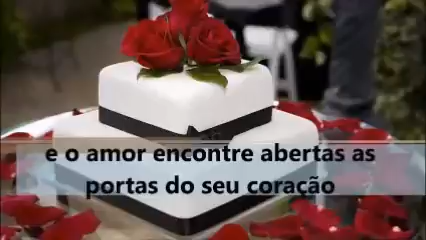 e o amor encontre abertas as
portas do seu coração